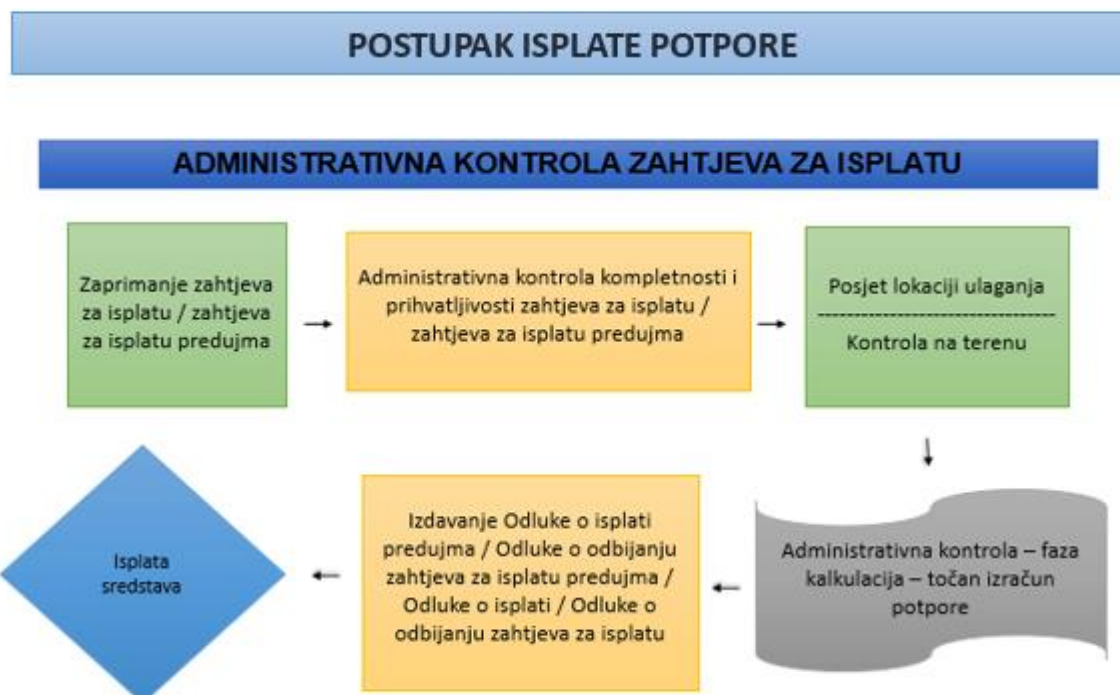 POSTUPAK ISPLATE POTPORE
ADMINISTRATIVNA KONTROLA ZAHTJEVA ZA ISPLATU
Zaprimanje zahtjeva
za isplatu / zahtjeva
za isplatu predujma
Administrativna kontrola kompletnosti i
prihvatljivosti zahtjeva za isplatu /
zahtjeva za isplatu predujma
Posjet lokaciji ulaganja
------------------------------
Kontrola na terenu
Administrativna kontrola – faza
kalkulacija – točan izračun
potpore
Izdavanje Odluke o isplati
predujma / Odluke o odbijanju
zahtjeva za isplatu predujma /
Odluke o isplati / Odluke o
odbijanju zahtjeva za isplatu
Isplata
sredstava